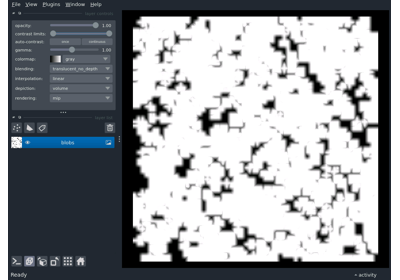 File View Plugins Window Help
opacity: 1.00
contrast limits:
auto-contrast: once continuous
gamma: 1.00
colormap: gray
blending: translucent_no_depth
interpolation: linear
depiction: volume
rendering: mip
blobs
Ready
activity